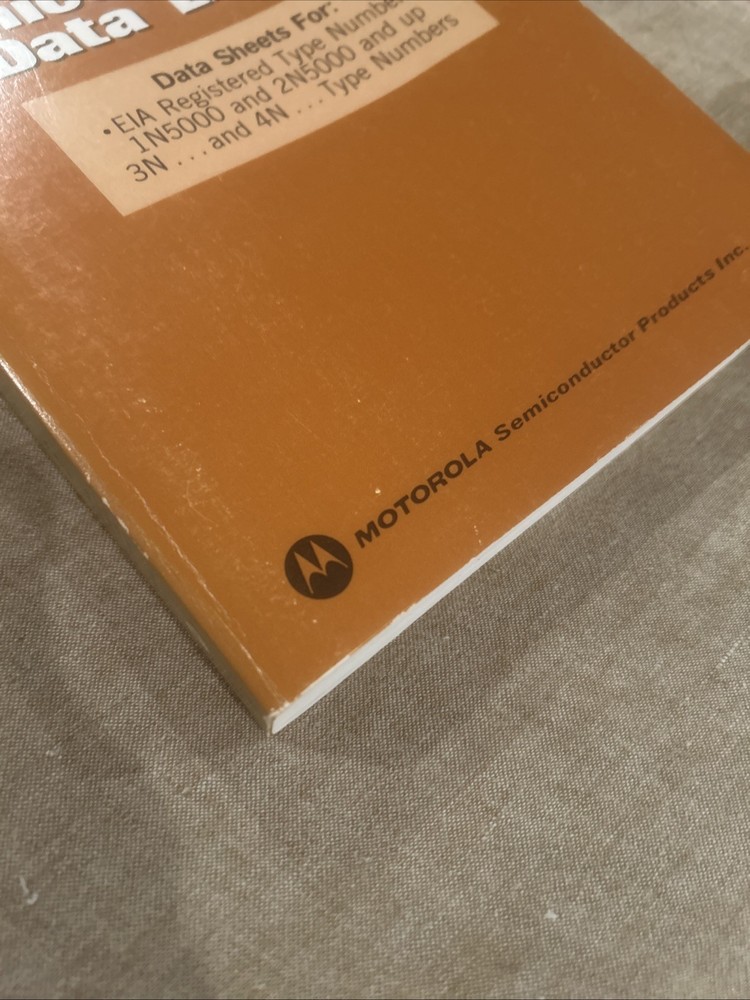 Data
Data Sheets For:
• EIA Registered Type
1N5000 and 2N5000 and up
3N ... and 4N ... Type Numbers
MOTOROLA Semiconductor Products Inc.